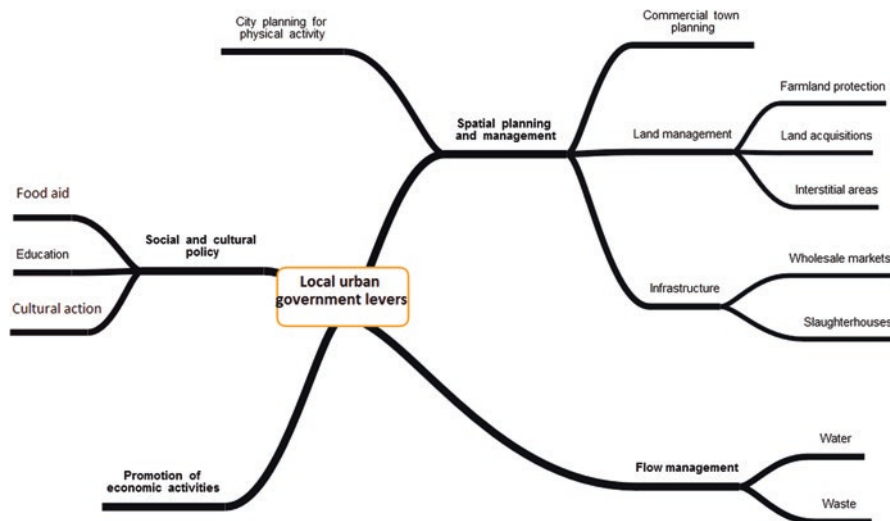 City planning for
physical activity
Commercial town
planning
Spatial planning
and management
Farmland protection
Land management
Land acquisitions
Interstitial areas
Infrastructure
Wholesale markets
Slaughterhouses
Food aid
Education
Cultural action
Social and cultural
policy
Local urban
government levers
Promotion of
economic activities
Flow management
Water
Waste